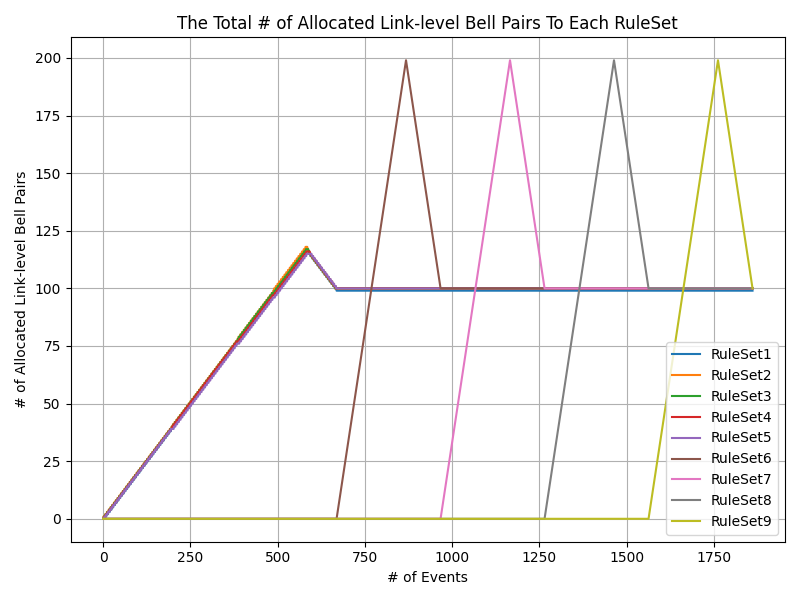 The Total # of Allocated Link-level Bell Pairs To Each RuleSet
# of Allocated Link-level Bell Pairs
200
175
150
125
100
75
50
25
0
0
250
500
750
1000
1250
1500
1750
# of Events
RuleSet1
RuleSet2
RuleSet3
RuleSet4
RuleSet5
RuleSet6
RuleSet7
RuleSet8
RuleSet9